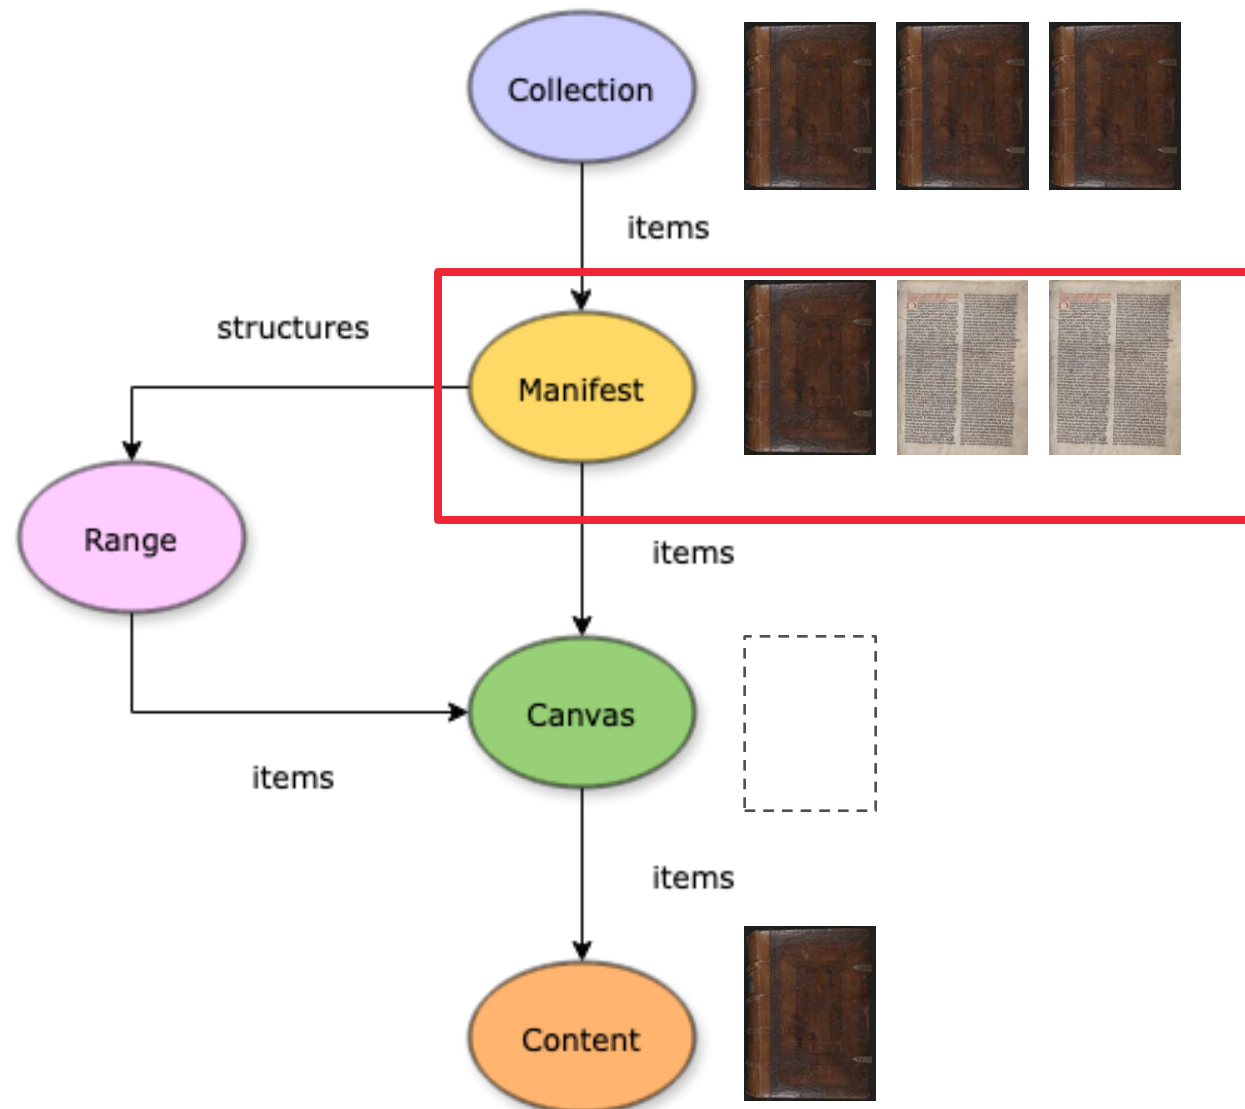 Collection
items
structures
Manifest
Range
items
Canvas
items
items
Content